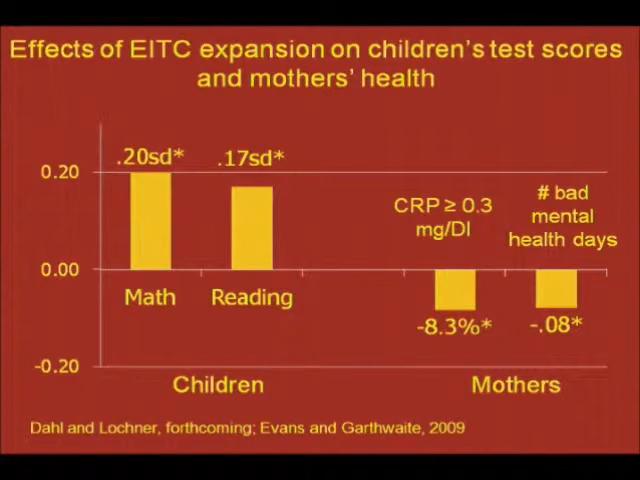 Effects of EITC expansion on children's test scores
and mothers' health
.20sd*
.17sd*
0.20
CRP ≥ 0.3
mg/Dl
# bad
mental
health days
0.00
Math
Reading
-8.3%*
-.08*
-0.20
Children
Mothers
Dahl and Lochner, forthcoming; Evans and Garthwaite, 2009